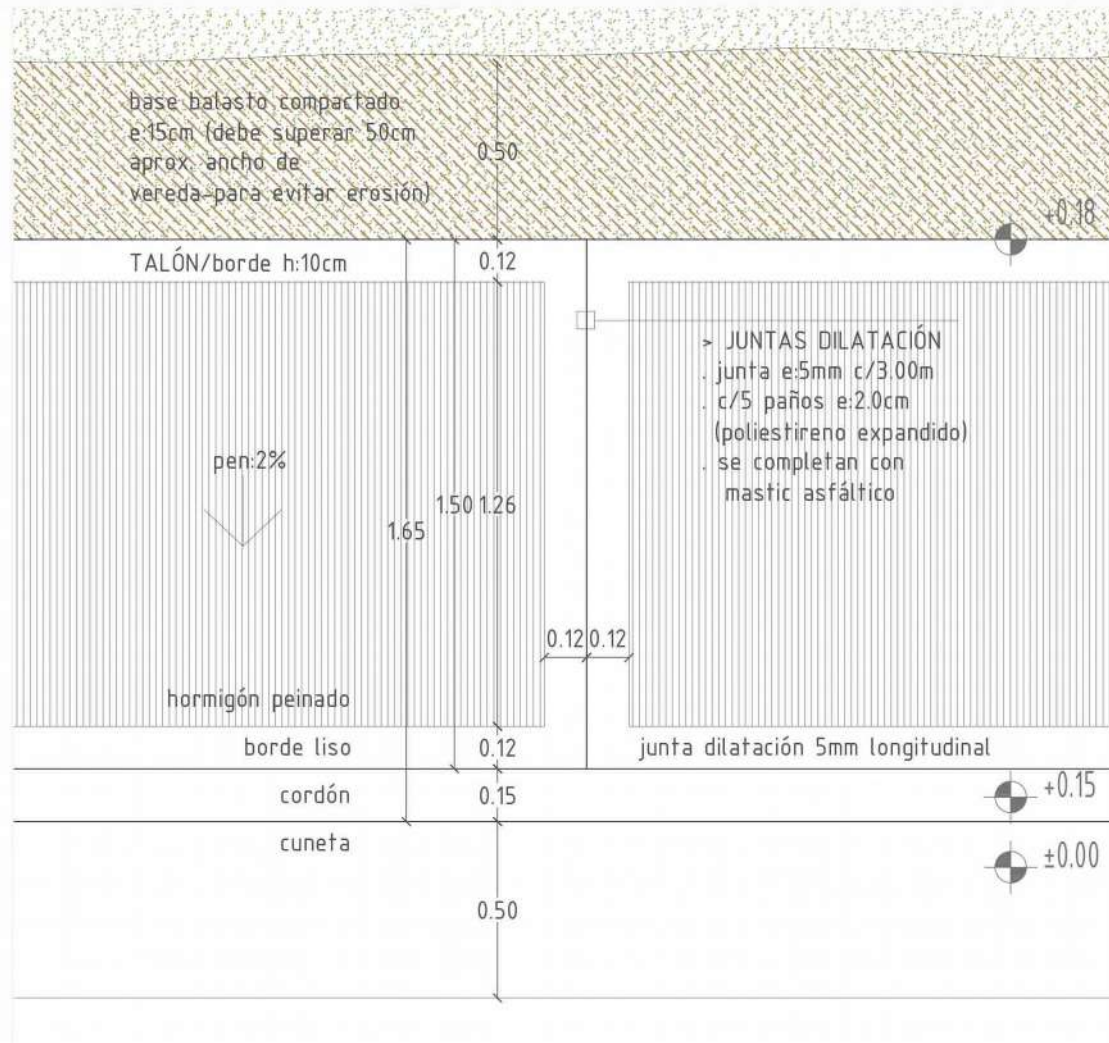 base balasto compactado
e:15cm (debe superar 50cm
aprox. ancho de
vereda-para evitar erosión)
0.50
+0.18
TALÓN/borde h:10cm
0.12
> JUNTAS DILATACIÓN
. junta e:5mm c/3.00m
. c/5 paños e:2.0cm
(poliestireno expandido)
. se completan con
mastic asfáltico
pen:2%
1.65
1.50
1.26
0.12
0.12
hormigón peinado
borde liso
0.12
junta dilatación 5mm longitudinal
cordón
0.15
+0.15
cuneta
±0.00
0.50